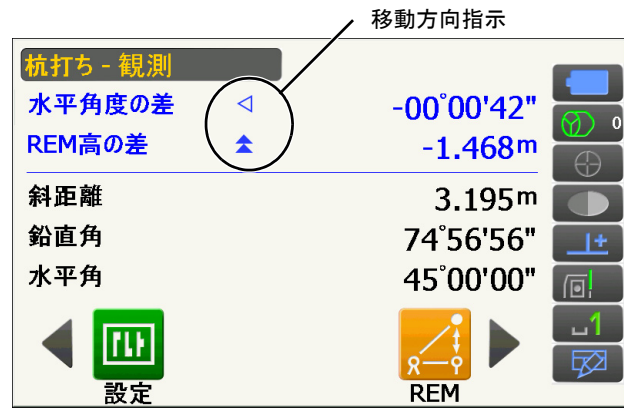 移動方向指示
杭打ち - 観測
水平角度の差 ◁ -00°00'42"
REM高の差 -1.468m
0
斜距離 3.195m
鉛直角 74°56'56"
水平角 45°00'00"
1
設定 REM